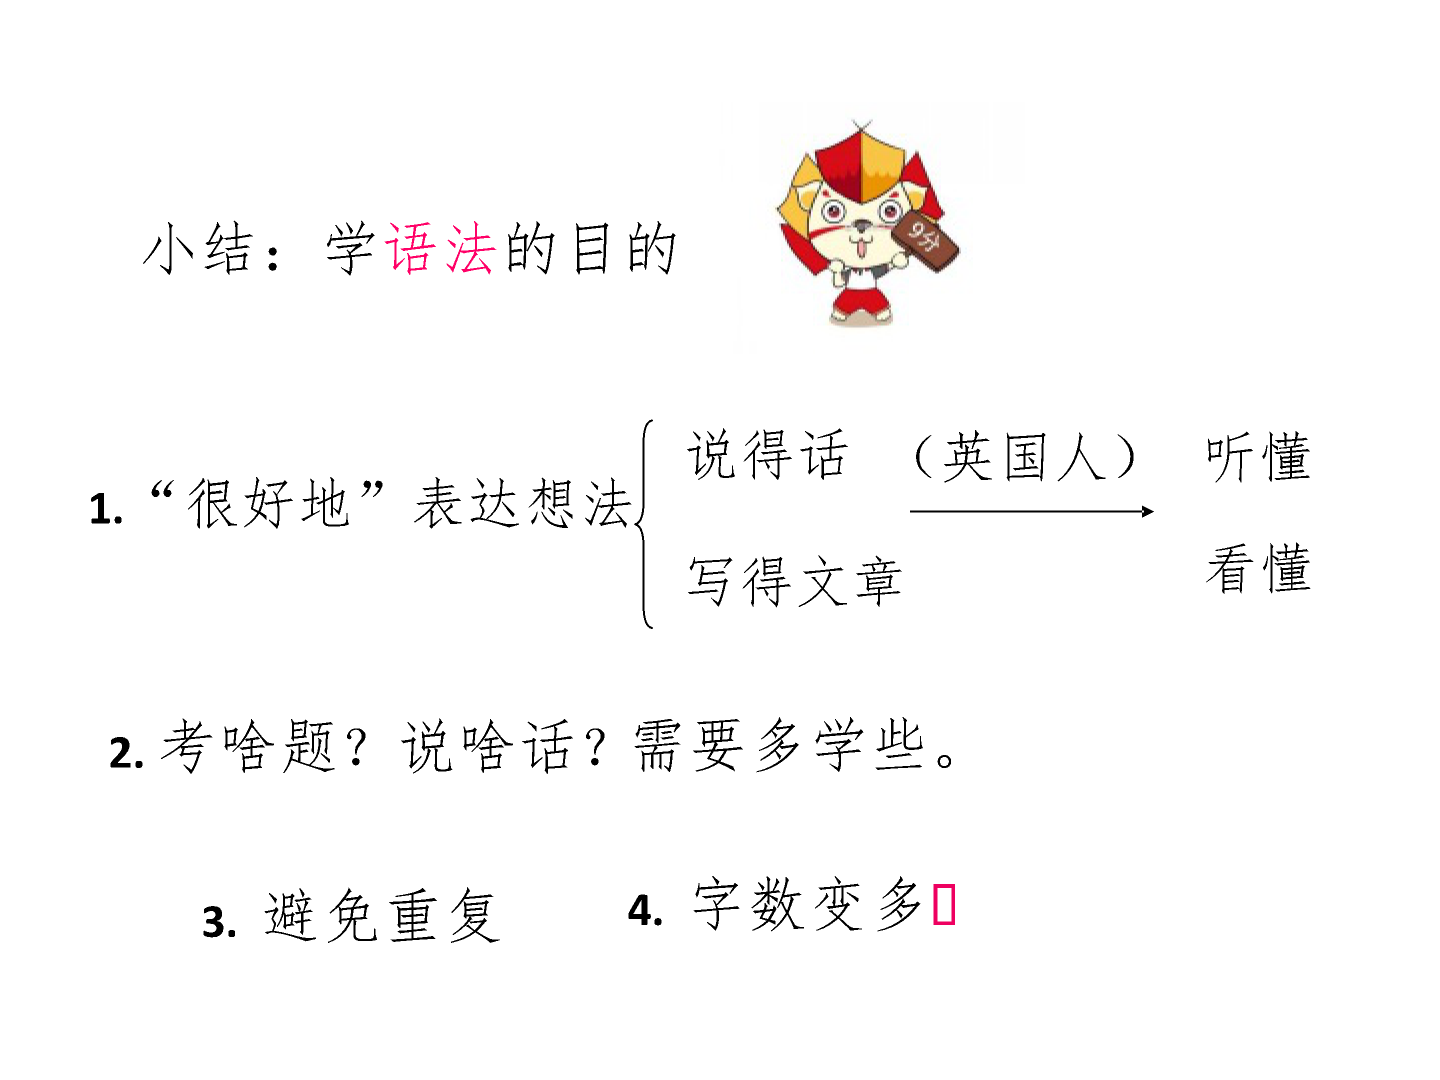 小结：学语法的目的
9分
1.“很好地”表达想法
说得话 （英国人） 听懂
写得文章 看懂
2. 考啥题？说啥话？需要多学些。
3. 避免重复 4. 字数变多